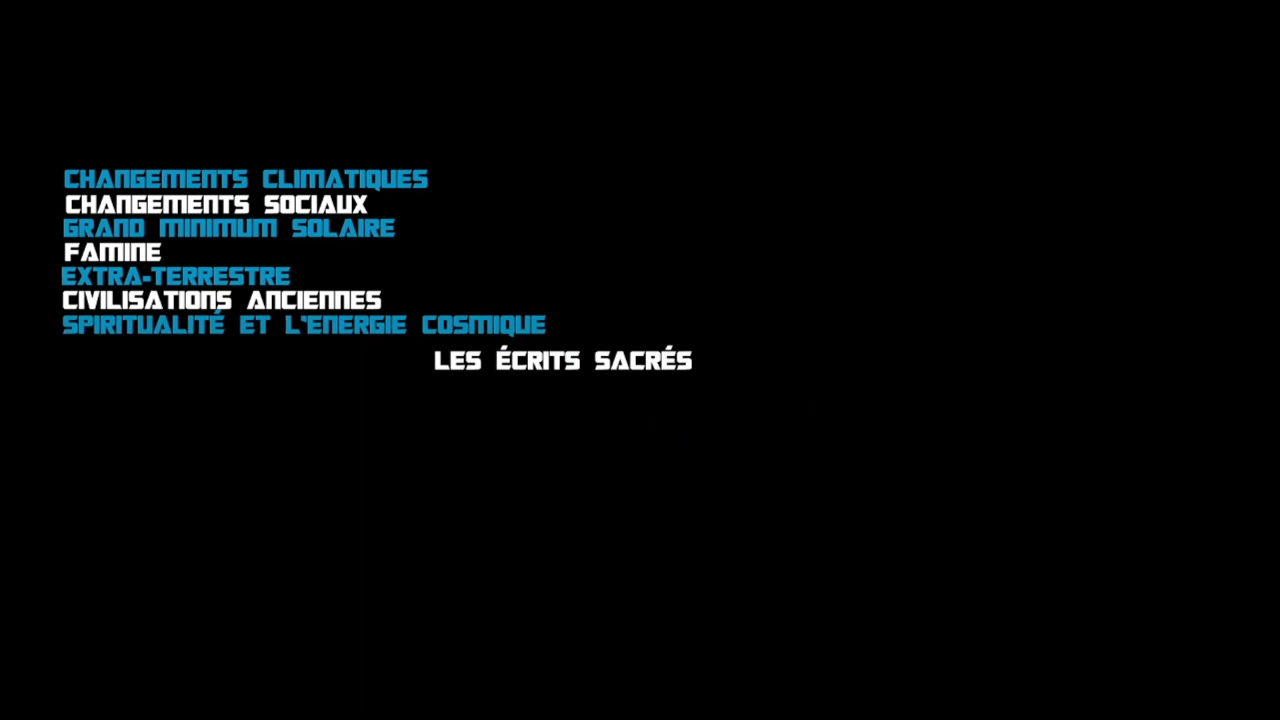 CHANGEMENTS CLIMATIQUES
CHANGEMENTS SOCIAUX
GRAND MINIMUM SOLAIRE
FAMINE
EXTRA-TERRESTRE
CIVILISATIONS ANCIENNES
SPIRITUALITÉ ET L'ENERGIE COSMIQUE
LES ÉCRITS SACRÉS